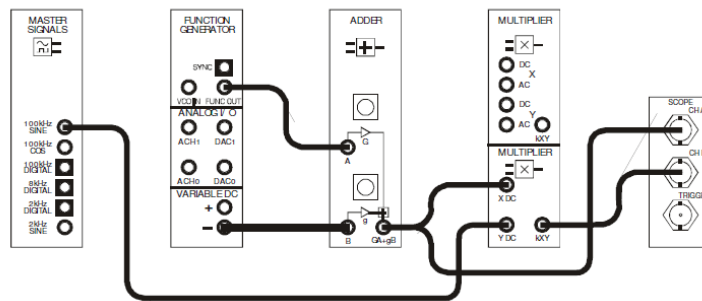 MASTER
SIGNALS
100kHz
SINE
100kHz
COS
100kHz
DIGITAL
8kHz
DIGITAL
2kHz
DIGITAL
2kHz
SINE
FUNCTION
GENERATOR
SYNC
VCO IN FUNC OUT
ANALOG I/ O
ACH1 DAC1
ACH0 DAC0
VARIABLE DC
+
−
ADDER
G
A
g
B GA+gB
MULTIPLIER
DC
X
AC
DC
Y
AC kXY
MULTIPLIER
X DC
Y DC kXY
SCOPE
TRIGG